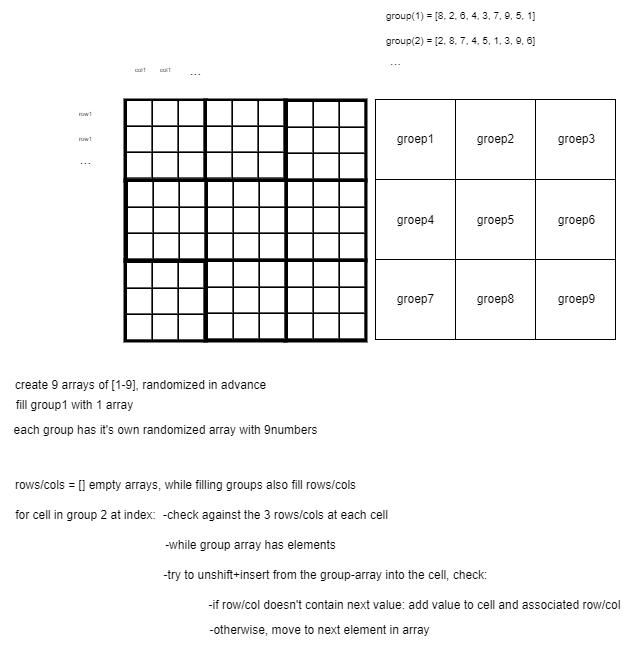 group(1) = [8, 2, 6, 4, 3, 7, 9, 5, 1]
group(2) = [2, 8, 7, 4, 5, 1, 3, 9, 6]
...
col1 col1 ...
row1
row1
...
groep1 groep2 groep3
groep4 groep5 groep6
groep7 groep8 groep9
create 9 arrays of [1-9], randomized in advance
fill group1 with 1 array
each group has it's own randomized array with 9numbers
rows/cols = [] empty arrays, while filling groups also fill rows/cols
for cell in group 2 at index: -check against the 3 rows/cols at each cell
-while group array has elements
-try to unshift+insert from the group-array into the cell, check:
-if row/col doesn't contain next value: add value to cell and associated row/col
-otherwise, move to next element in array